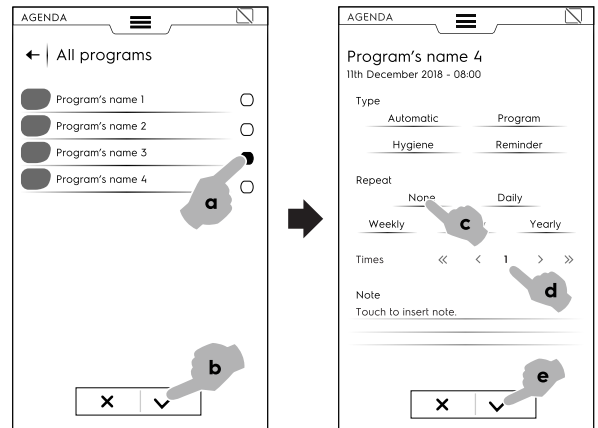 AGENDA
All programs
Program's name 1
Program's name 2
Program's name 3
Program's name 4
a
b
AGENDA
Program's name 4
11th December 2018 - 08:00
Type
Automatic Program
Hygiene Reminder
Repeat
None Daily
Weekly Yearly
c
Times « < 1 > »
d
Note
Touch to insert note.
e